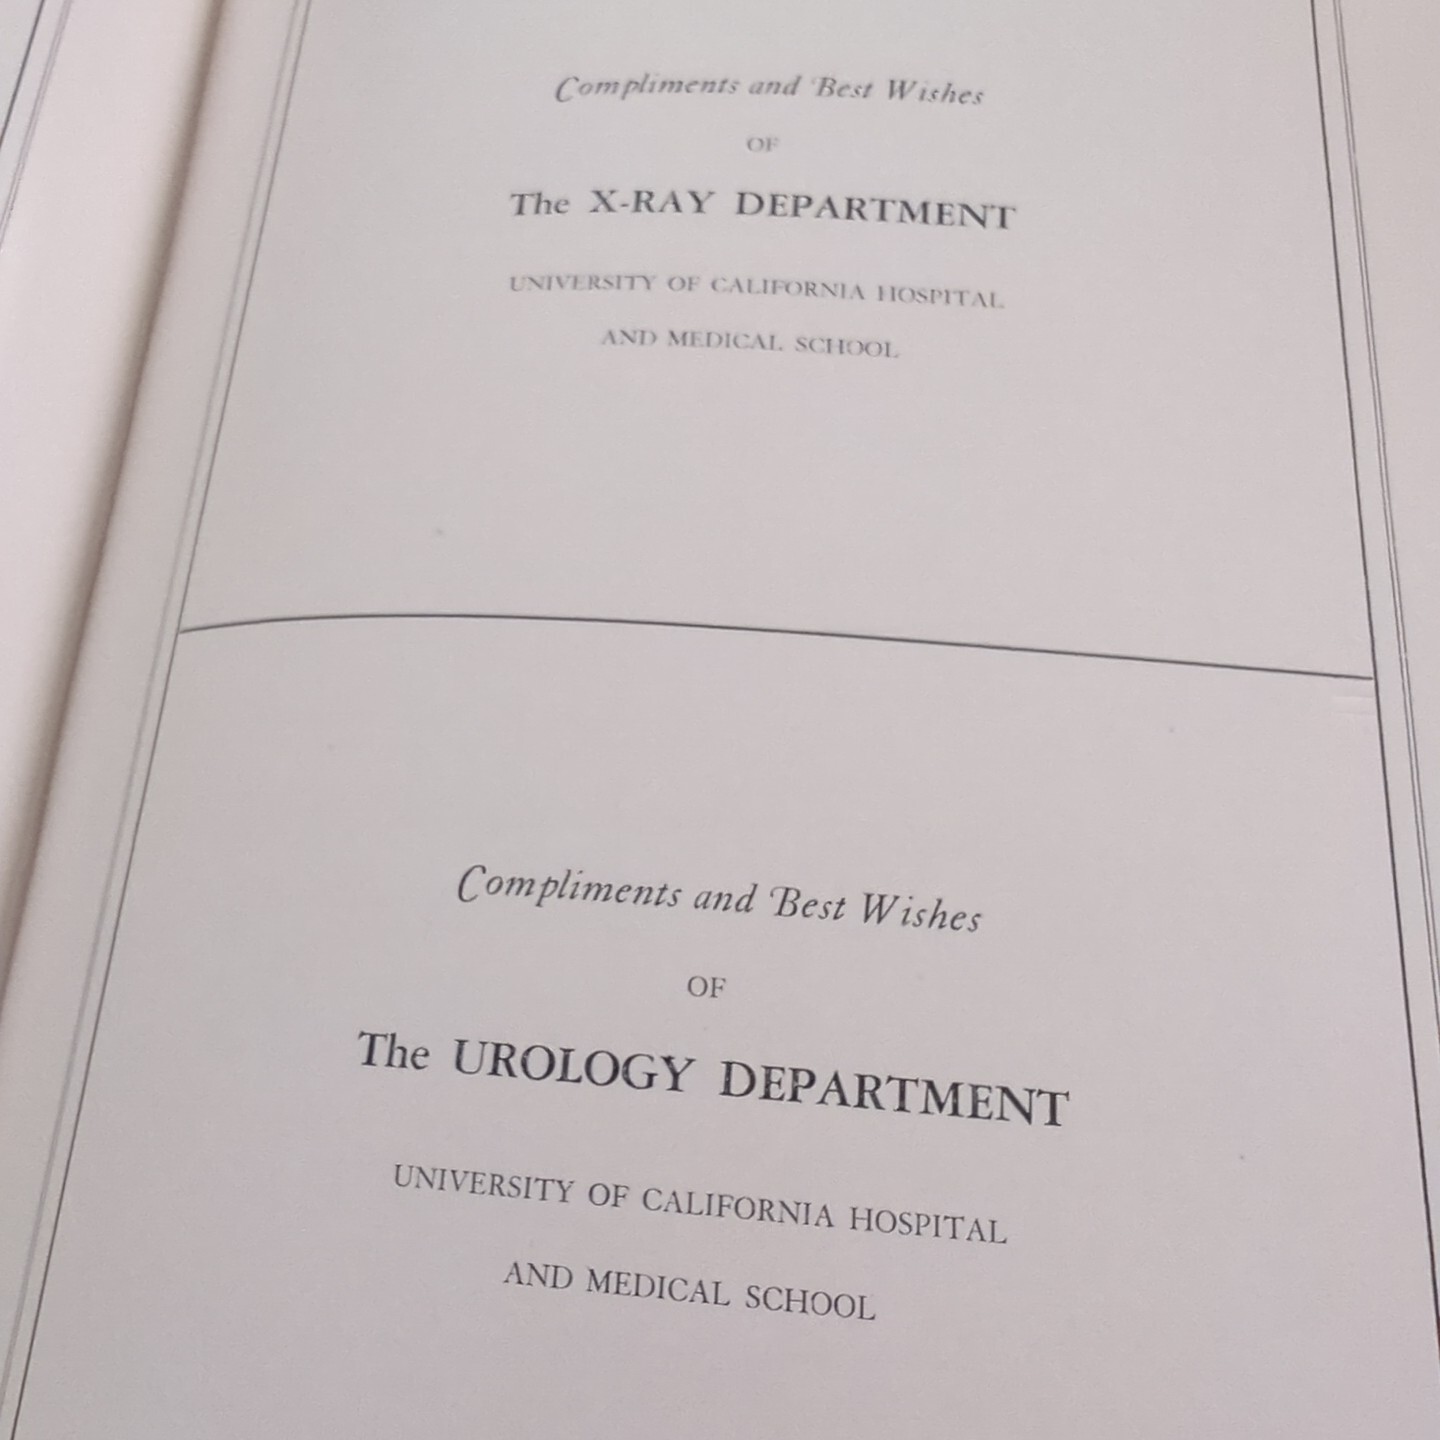 Compliments and Best Wishes
OF
The X-RAY DEPARTMENT
UNIVERSITY OF CALIFORNIA HOSPITAL
AND MEDICAL SCHOOL
Compliments and Best Wishes
OF
The UROLOGY DEPARTMENT
UNIVERSITY OF CALIFORNIA HOSPITAL
AND MEDICAL SCHOOL